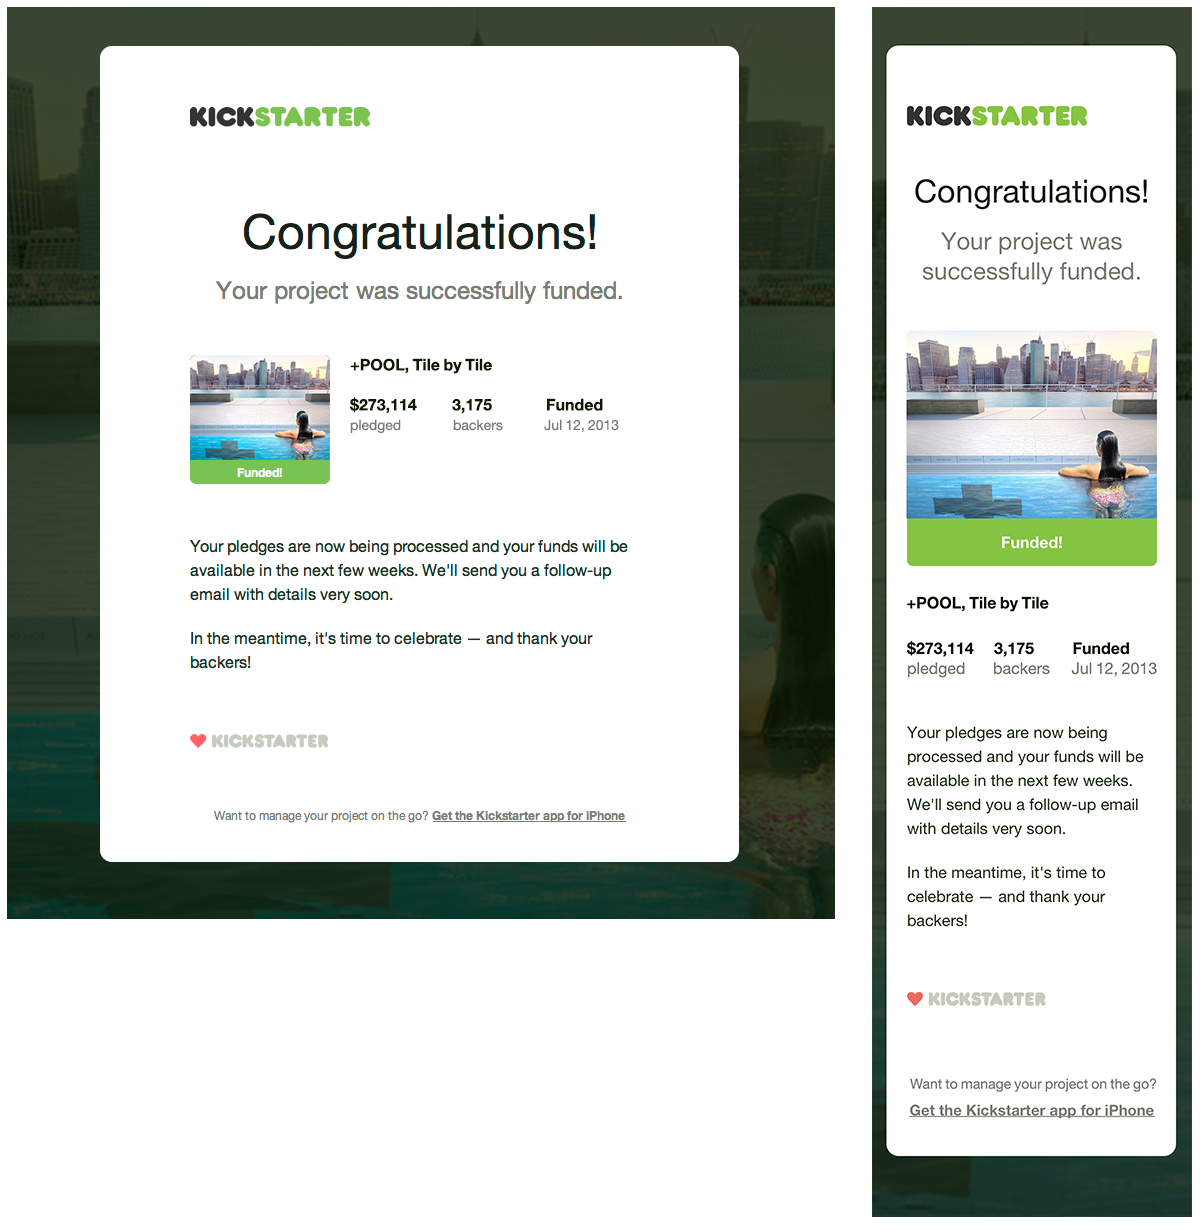 KICKSTARTER
Congratulations!
Your project was successfully funded.
+POOL, Tile by Tile
$273,114 3,175 Funded
pledged backers Jul 12, 2013
Funded!
Your pledges are now being processed and your funds will be
available in the next few weeks. We'll send you a follow-up
email with details very soon.
In the meantime, it's time to celebrate — and thank your
backers!
KICKSTARTER
Want to manage your project on the go? Get the Kickstarter app for iPhone
KICKSTARTER
Congratulations!
Your project was
successfully funded.
Funded!
+POOL, Tile by Tile
$273,114 3,175 Funded
pledged backers Jul 12, 2013
Your pledges are now being
processed and your funds will be
available in the next few weeks.
We'll send you a follow-up email
with details very soon.
In the meantime, it's time to
celebrate — and thank your
backers!
KICKSTARTER
Want to manage your project on the go?
Get the Kickstarter app for iPhone